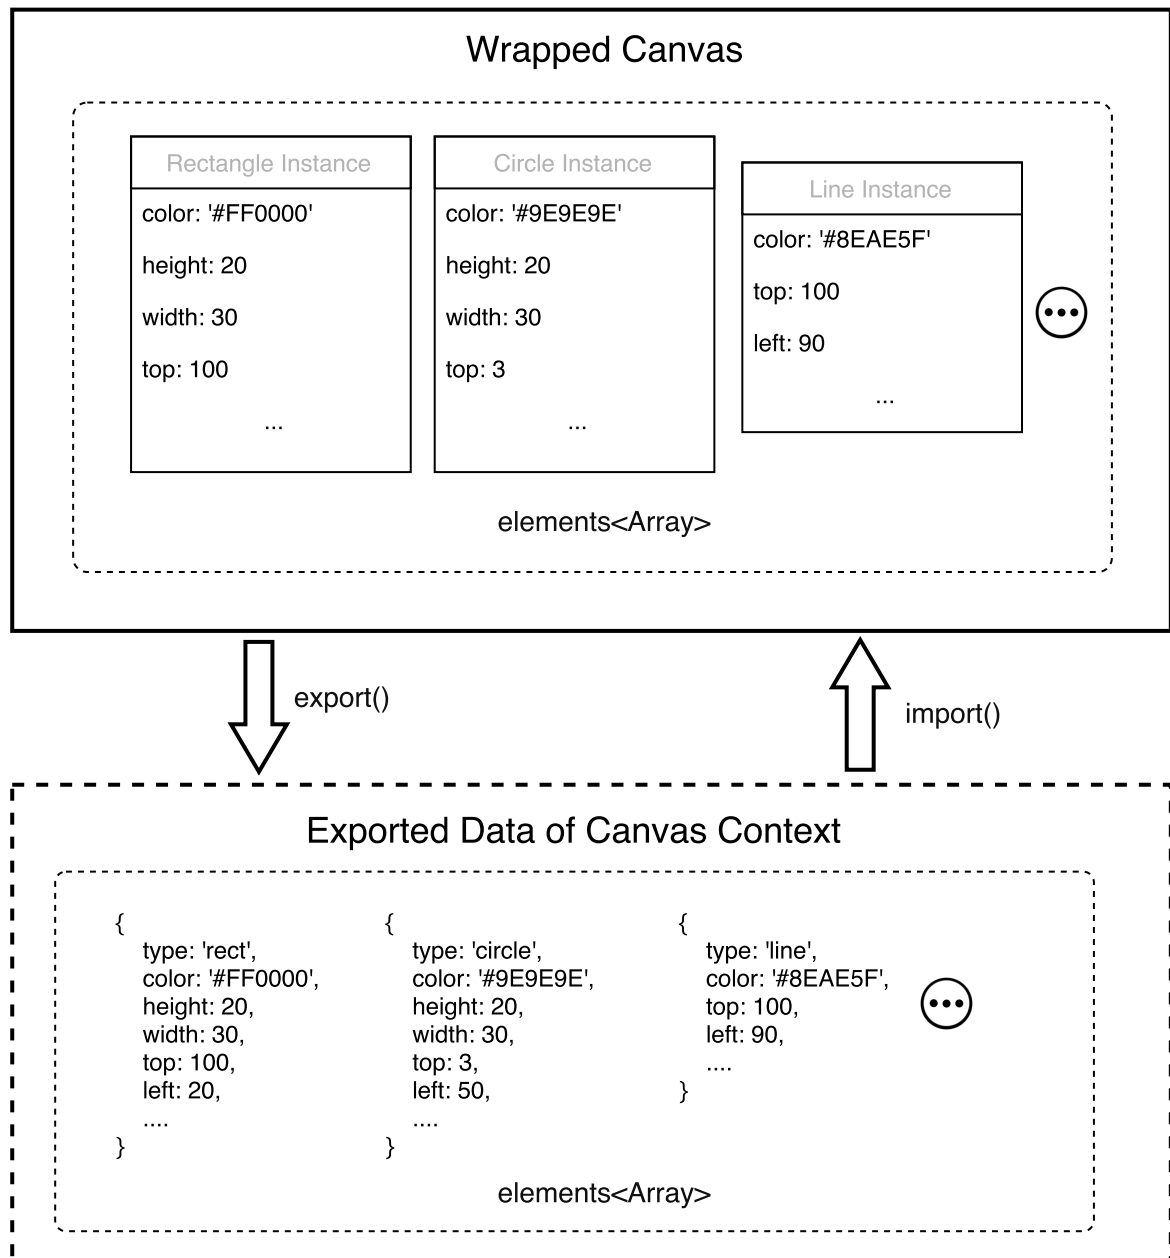 Wrapped Canvas
Rectangle Instance
color: '#FF0000'
height: 20
width: 30
top: 100
...
Circle Instance
color: '#9E9E9E'
height: 20
width: 30
top: 3
...
Line Instance
color: '#8EAE5F'
top: 100
left: 90
...
elements<Array>
export()
import()
Exported Data of Canvas Context
{
type: 'rect',
color: '#FF0000',
height: 20,
width: 30,
top: 100,
left: 20,
....
}
{
type: 'circle',
color: '#9E9E9E',
height: 20,
width: 30,
top: 3,
left: 50,
....
}
{
type: 'line',
color: '#8EAE5F',
top: 100,
left: 90,
....
}
elements<Array>